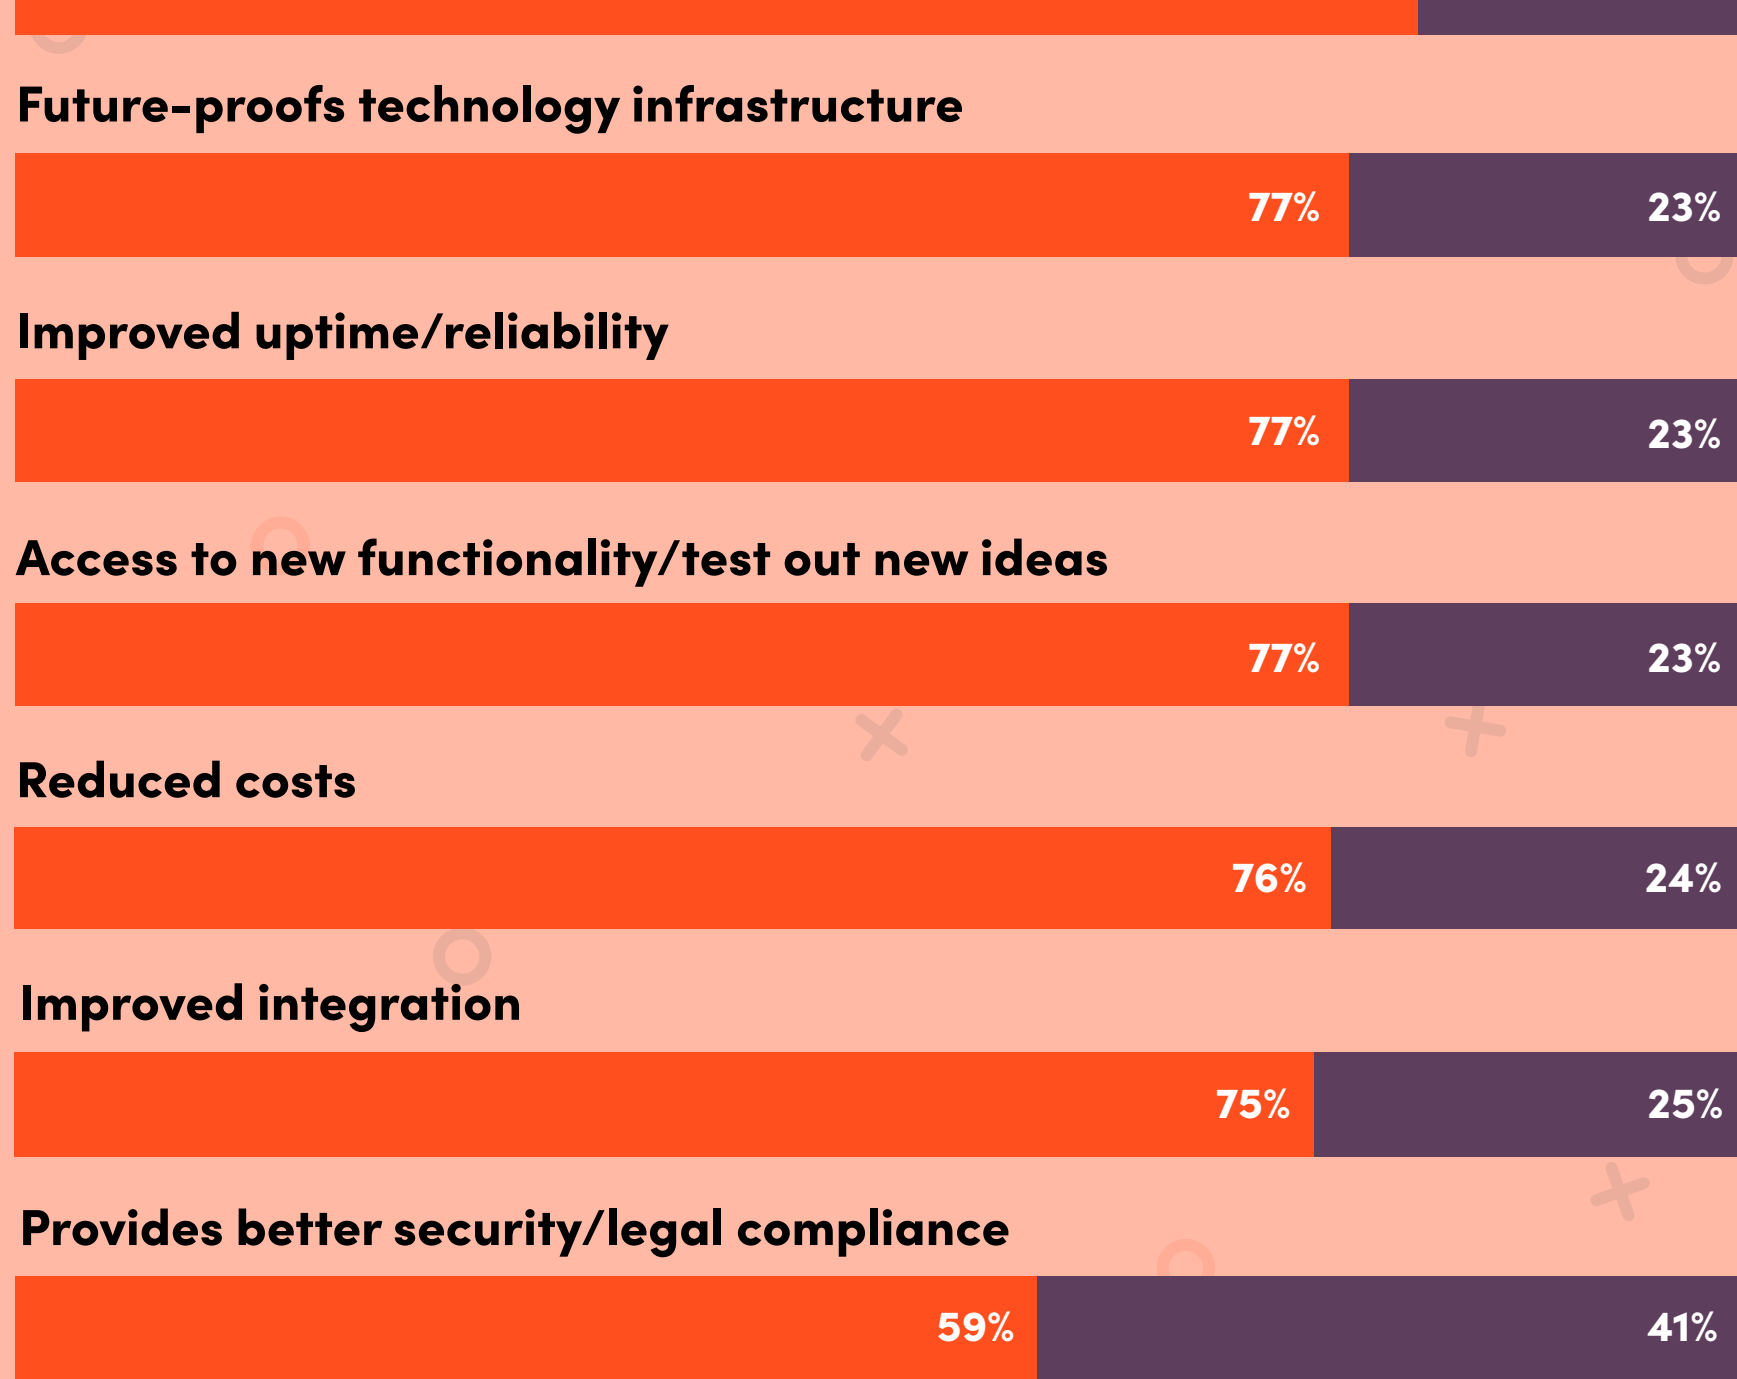 Future-proofs technology infrastructure
77% 23%
Improved uptime/reliability
77% 23%
Access to new functionality/test out new ideas
77% 23%
Reduced costs
76% 24%
Improved integration
75% 25%
Provides better security/legal compliance
59% 41%